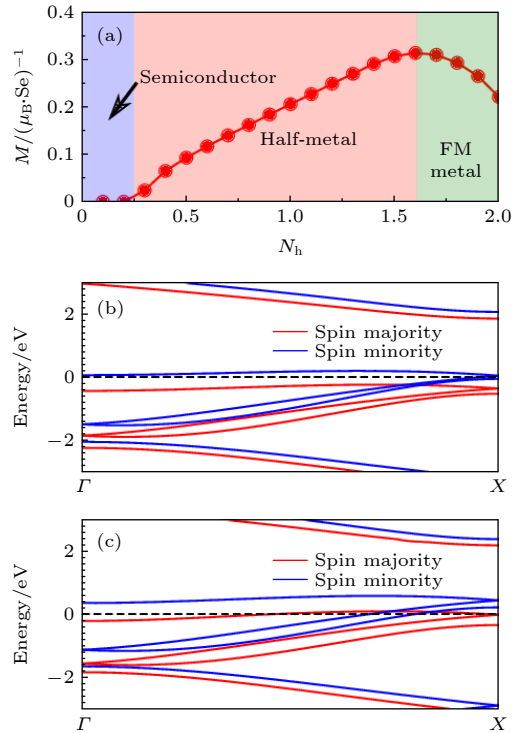 (a)
Semiconductor
Half-metal
FM
metal
M/(μB·Se)−1
0.4
0.3
0.2
0.1
0
0 0.5 1.0 1.5 2.0
Nh
(b)
Spin majority
Spin minority
Energy/eV
2
0
−2
Γ X
(c)
Spin majority
Spin minority
Energy/eV
2
0
−2
Γ X